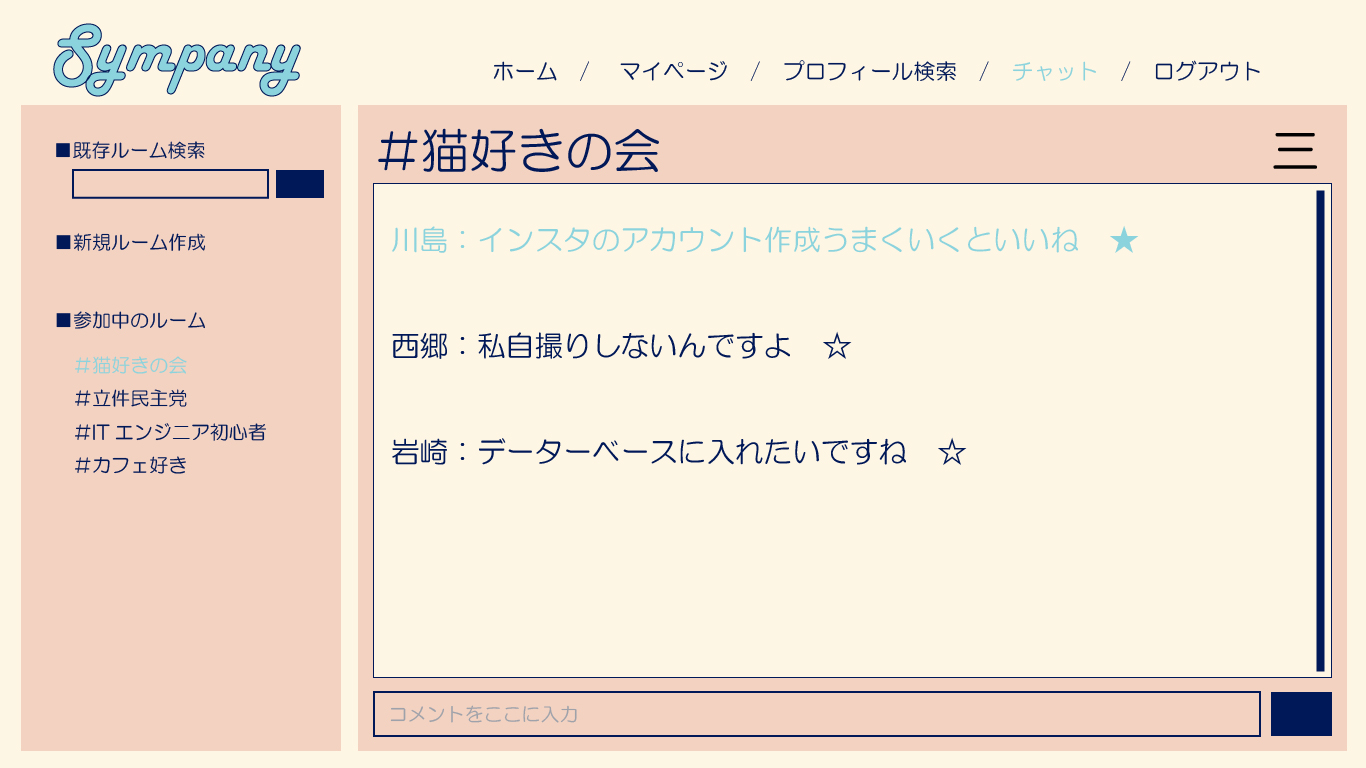 Sympany
ホーム / マイページ / プロフィール検索 / チャット / ログアウト
■既存ルーム検索
■新規ルーム作成
■参加中のルーム
#猫好きの会
#立件民主党
#IT エンジニア初心者
#カフェ好き
#猫好きの会
川島：インスタのアカウント作成うまくいくといいね　★
西郷：私自撮りしないんですよ　☆
岩崎：データーベースに入れたいですね　☆
コメントをここに入力